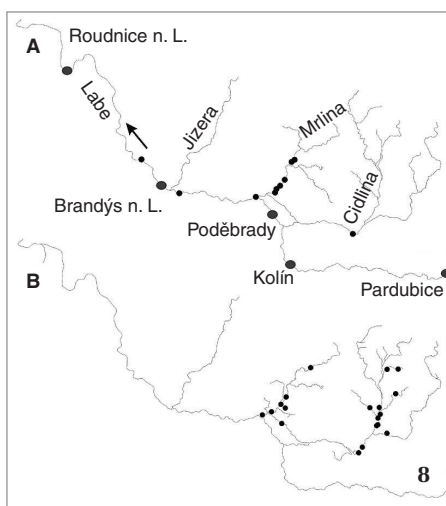 A
Roudnice n. L.
Labe
Jizera
Mrlina
Cidlina
Brandýs n. L.
Poděbrady
Kolín
Pardubice
B
8